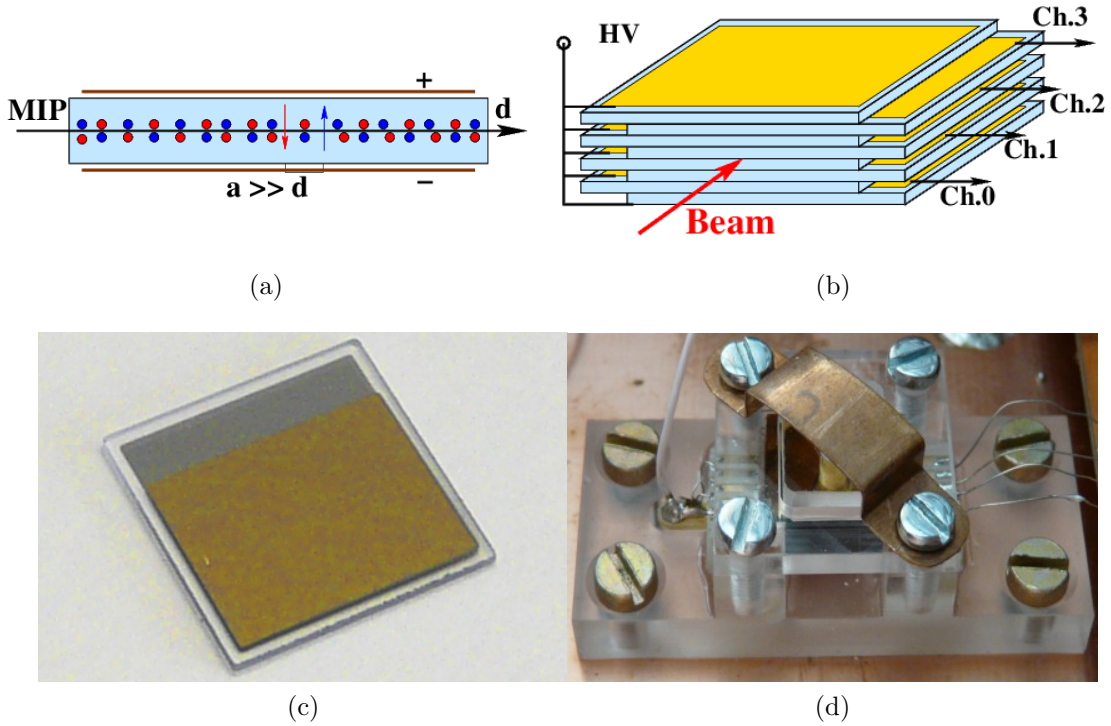 +
MIP
d
−
a >> d
(a)
HV
Ch.3
Ch.2
Ch.1
Ch.0
Beam
(b)
(c)
(d)